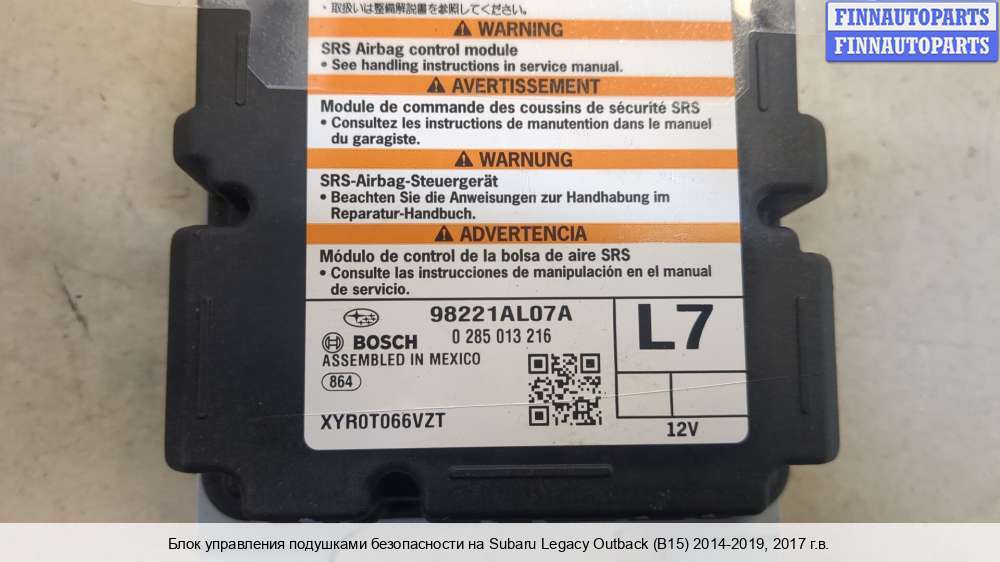 ・取扱いは整備解説書を参照してください。
FINNAUTOPARTS
FINNAUTOPARTS
WARNING
SRS Airbag control module
• See handling instructions in service manual.
AVERTISSEMENT
Module de commande des coussins de sécurité SRS
• Consultez les instructions de manutention dans le manuel
du garagiste.
WARNUNG
SRS-Airbag-Steuergerät
• Beachten Sie die Anweisungen zur Handhabung im
Reparatur-Handbuch.
ADVERTENCIA
Módulo de control de la bolsa de aire SRS
• Consulte las instrucciones de manipulación en el manual
de servicio.
98221AL07A
0 285 013 216
BOSCH
ASSEMBLED IN MEXICO
864
XYR0T066VZT
L7
12V
Блок управления подушками безопасности на Subaru Legacy Outback (B15) 2014-2019, 2017 г.в.